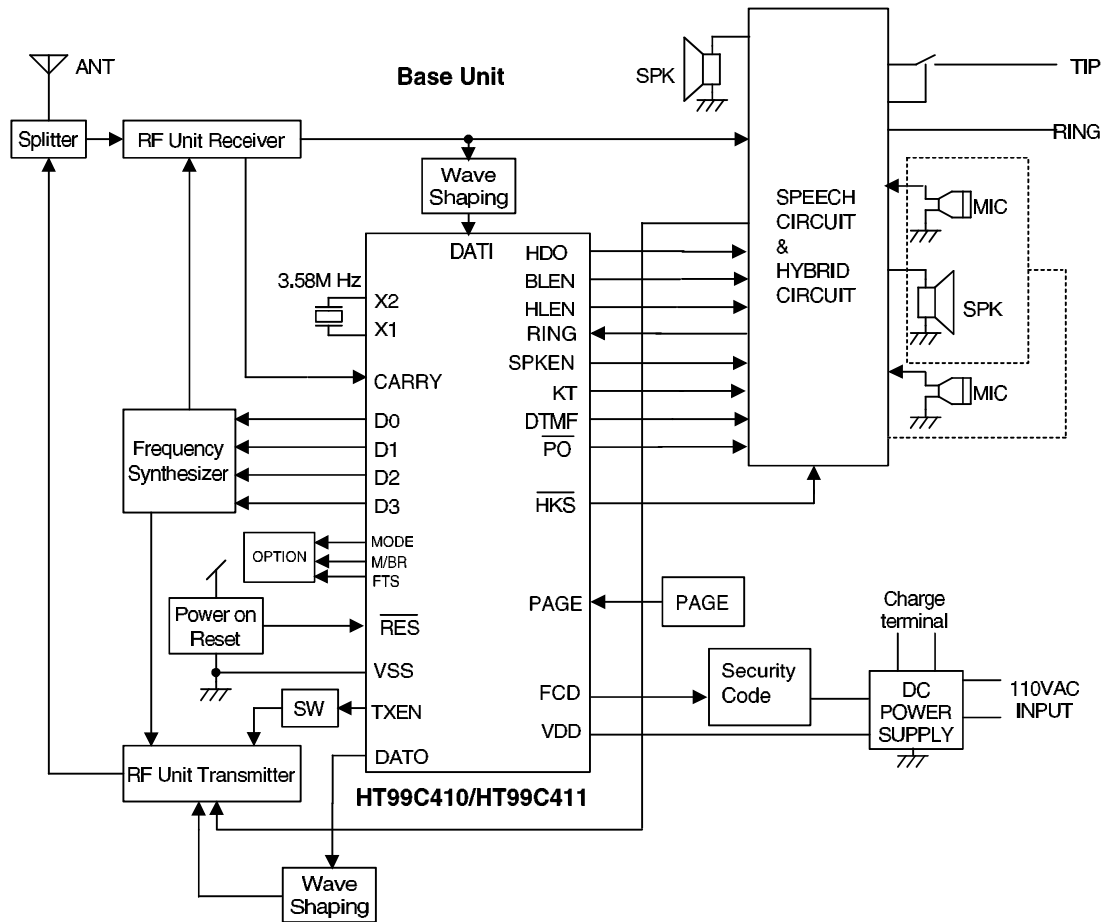 ANT
Base Unit
SPK
TIP
Splitter
RF Unit Receiver
RING
Wave
Shaping
SPEECH
CIRCUIT
&
HYBRID
CIRCUIT
MIC
SPK
MIC
DATI
HDO
BLEN
HLEN
RING
SPKEN
KT
DTMF
PO
HKS
3.58M Hz
X2
X1
CARRY
Frequency
Synthesizer
D0
D1
D2
D3
OPTION
MODE
M/BR
FTS
PAGE
PAGE
Power on
Reset
RES
VSS
Charge
terminal
FCD
Security
Code
DC
POWER
SUPPLY
110VAC
INPUT
SW
TXEN
VDD
DATO
RF Unit Transmitter
HT99C410/HT99C411
Wave
Shaping